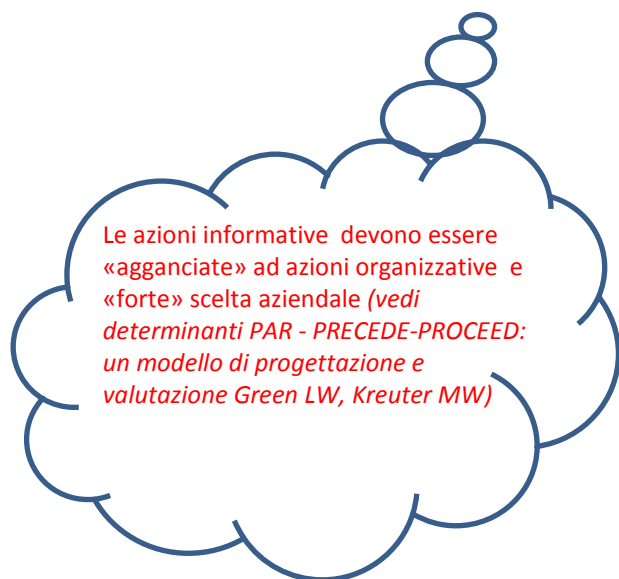 Le azioni informative devono essere
«agganciate» ad azioni organizzative e
«forte» scelta aziendale (vedi
determinanti PAR - PRECEDE-PROCEED:
un modello di progettazione e
valutazione Green LW, Kreuter MW)